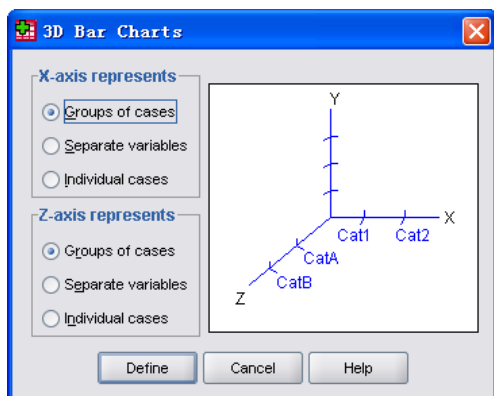 3D Bar Charts
X-axis represents
Groups of cases
Separate variables
Individual cases
Z-axis represents
Groups of cases
Separate variables
Individual cases
Y
X
Cat1 Cat2
CatA
CatB
Z
Define Cancel Help